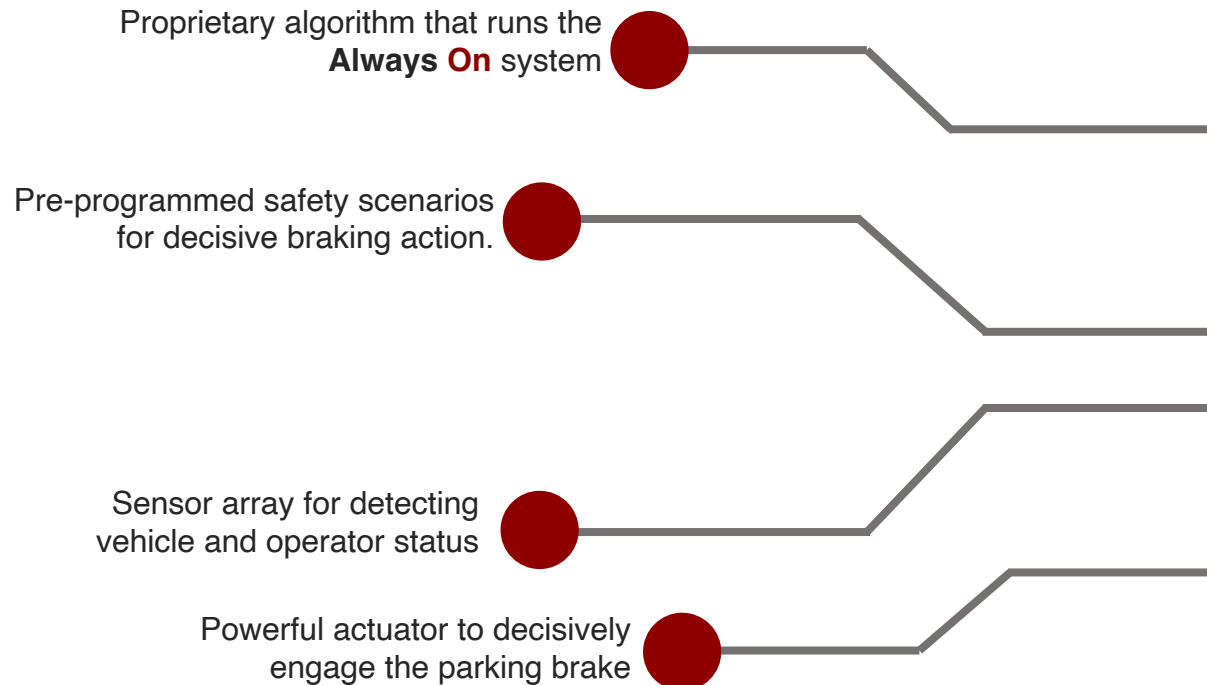 Proprietary algorithm that runs the
Always On system
Pre-programmed safety scenarios
for decisive braking action.
Sensor array for detecting
vehicle and operator status
Powerful actuator to decisively
engage the parking brake